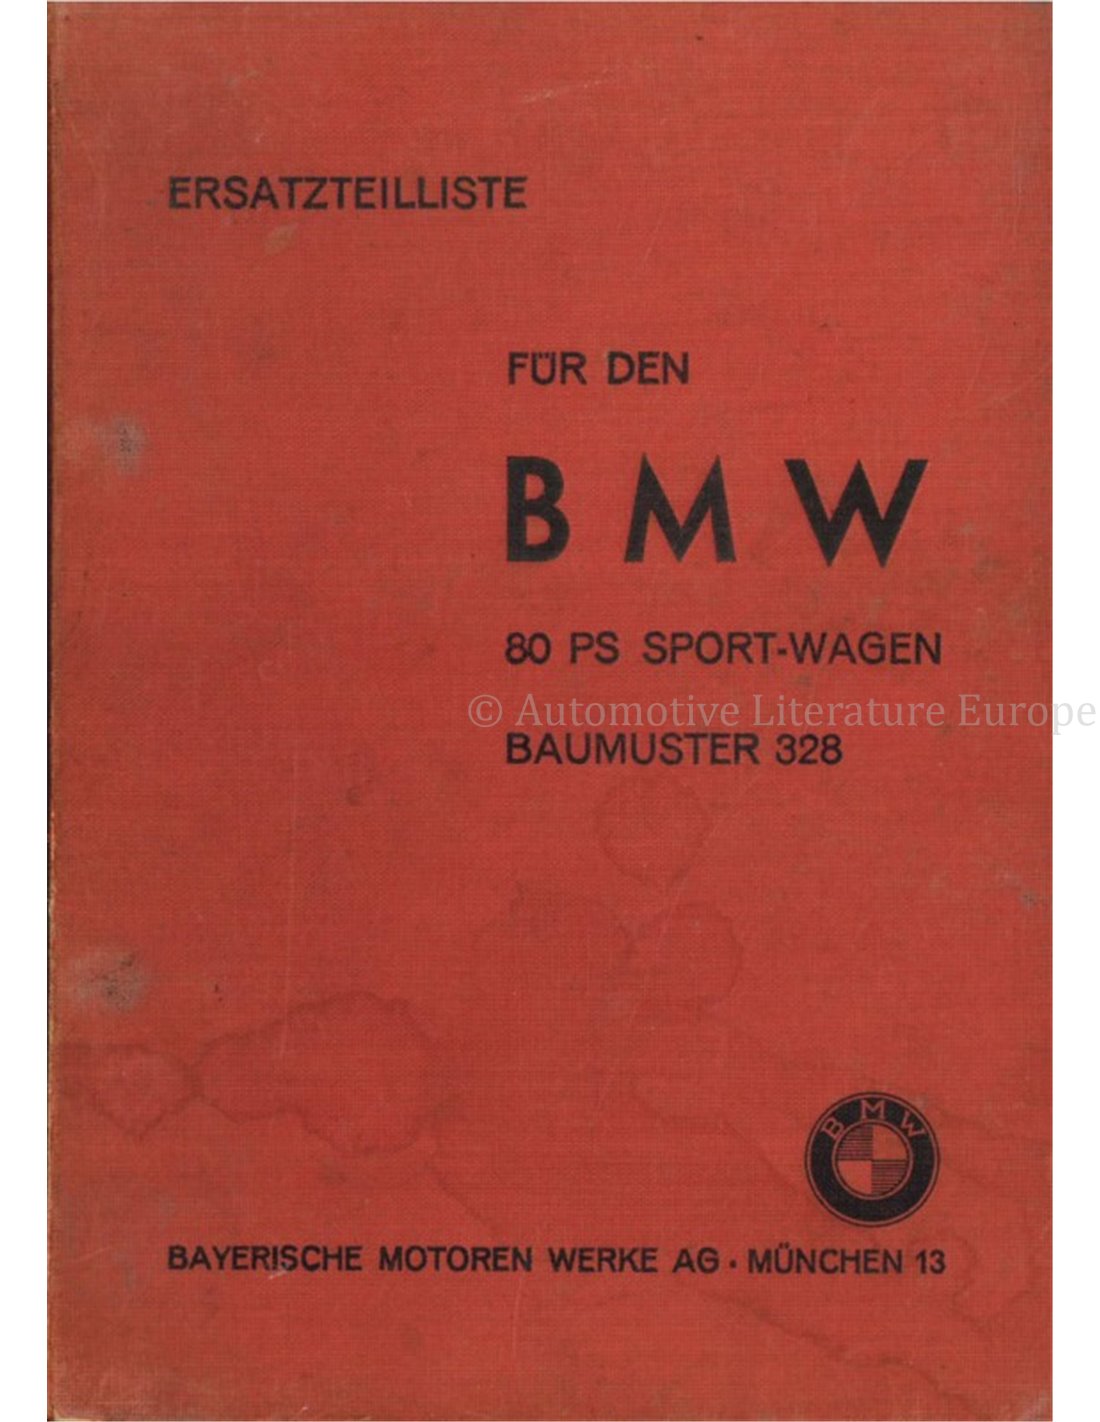 ERSATZTEILLISTE
FÜR DEN
BMW
80 PS SPORT-WAGEN
© Automotive Literature Europe
BAUMUSTER 328
BMW
BAYERISCHE MOTOREN WERKE AG · MÜNCHEN 13